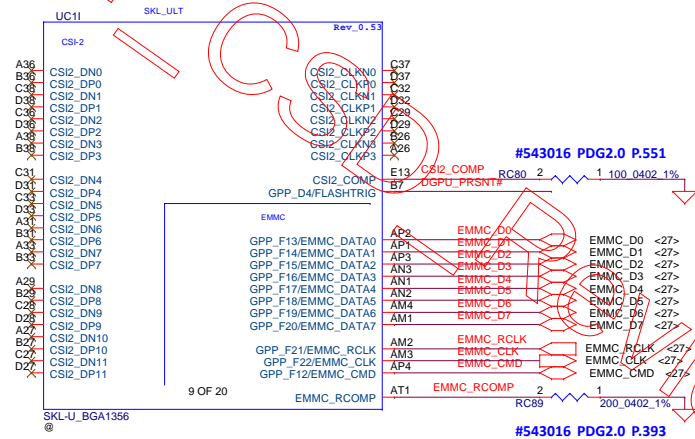 UC1I SKL_ULT
Rev_0.53
CSI-2
A36 CSI2_DN0 CSI2_CLKN0 C37
B36 CSI2_DP0 CSI2_CLKP0 D37
C38 CSI2_DN1 CSI2_CLKN1 C32
D38 CSI2_DP1 CSI2_CLKP1 D32
C36 CSI2_DN2 CSI2_CLKN2 C29
D36 CSI2_DP2 CSI2_CLKP2 D29
A38 CSI2_DN3 CSI2_CLKN3 B26
B38 CSI2_DP3 CSI2_CLKP3 A26
#543016 PDG2.0 P.551
C31 CSI2_DN4 CSI2_COMP E13 CSI2_COMP RC80 2 1 100_0402_1%
D31 CSI2_DP4 GPP_D4/FLASHTRIG B7 DGPU_PRSNT#
C33 CSI2_DN5
D33 CSI2_DP5
EMMC
A31 CSI2_DN6
B31 CSI2_DP6 GPP_F13/EMMC_DATA0 AP2 EMMC_D0 EMMC_D0 <27>
A33 CSI2_DN7 GPP_F14/EMMC_DATA1 AP1 EMMC_D1 EMMC_D1 <27>
B33 CSI2_DP7 GPP_F15/EMMC_DATA2 AP3 EMMC_D2 EMMC_D2 <27>
GPP_F16/EMMC_DATA3 AN3 EMMC_D3 EMMC_D3 <27>
A29 CSI2_DN8 GPP_F17/EMMC_DATA4 AN1 EMMC_D4 EMMC_D4 <27>
B29 CSI2_DP8 GPP_F18/EMMC_DATA5 AN2 EMMC_D5 EMMC_D5 <27>
C28 CSI2_DN9 GPP_F19/EMMC_DATA6 AM4 EMMC_D6 EMMC_D6 <27>
D28 CSI2_DP9 GPP_F20/EMMC_DATA7 AM1 EMMC_D7 EMMC_D7 <27>
A27 CSI2_DN10
B27 CSI2_DP10 GPP_F21/EMMC_RCLK AM2 EMMC_RCLK EMMC_RCLK <27>
C27 CSI2_DN11 GPP_F22/EMMC_CLK AM3 EMMC_CLK EMMC_CLK <27>
D27 CSI2_DP11 GPP_F12/EMMC_CMD AP4 EMMC_CMD EMMC_CMD <27>
9 OF 20
EMMC_RCOMP AT1 EMMC_RCOMP RC89 2 1 200_0402_1%
SKL-U_BGA1356
@
#543016 PDG2.0 P.393